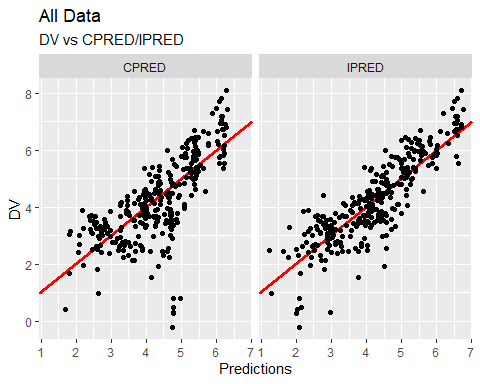 All Data
DV vs CPRED/IPRED
CPRED IPRED
DV
8
6
4
2
0
1 2 3 4 5 6 7 1 2 3 4 5 6 7
Predictions